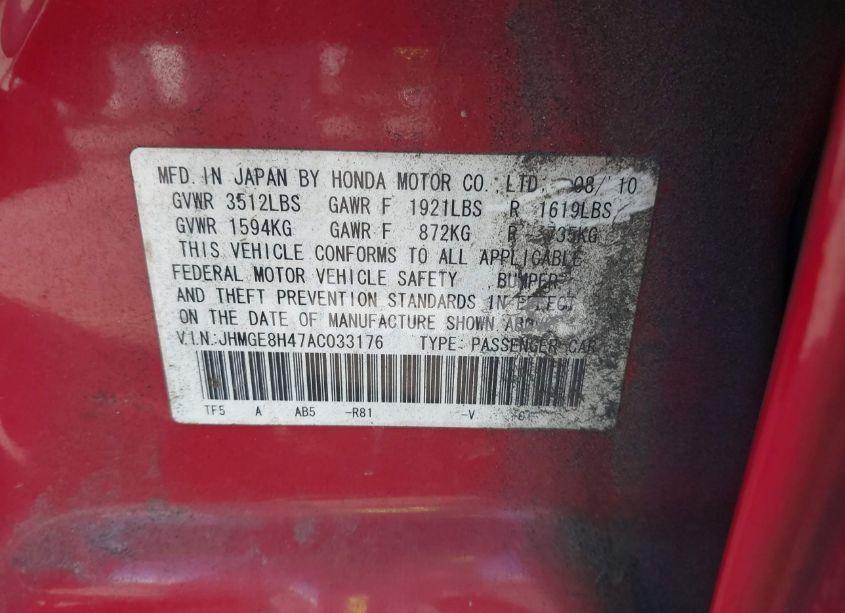 MFD. IN JAPAN BY HONDA MOTOR CO., LTD. 08/'10
GVWR 3512LBS GAWR F 1921LBS R 1619LBS
GVWR 1594KG GAWR F 872KG R 735KG
THIS VEHICLE CONFORMS TO ALL APPLICABLE
FEDERAL MOTOR VEHICLE SAFETY, BUMPER
AND THEFT PREVENTION STANDARDS IN EFFECT
ON THE DATE OF MANUFACTURE SHOWN
V.I.N.:JHMGE8H47AC033176 TYPE: PASSENGER CAR
TF5 A AB5 -R81 -V